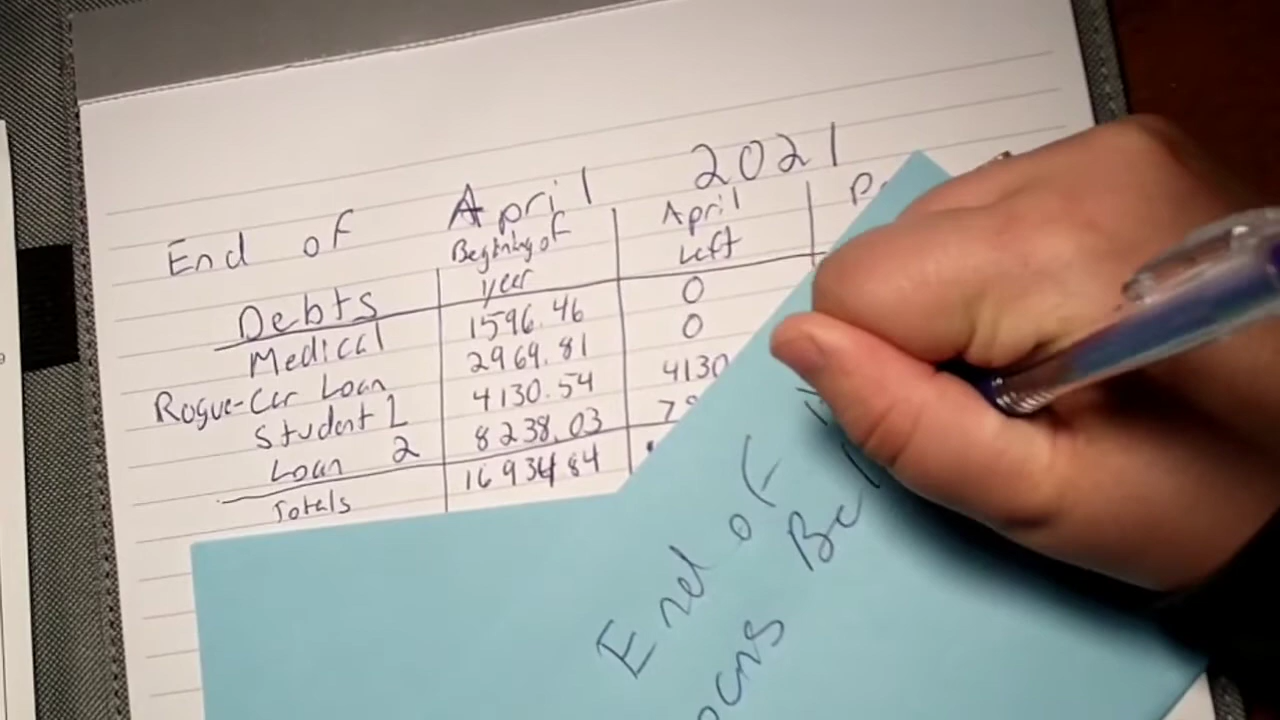 End of April 2021
Debts Beginning of year April Left
Medical 1596.46 0
Rogue-Car Loan 2969.81 0
Student 1 4130.54 4130
Loan 2 8238.03
Totals 16934.84
End of